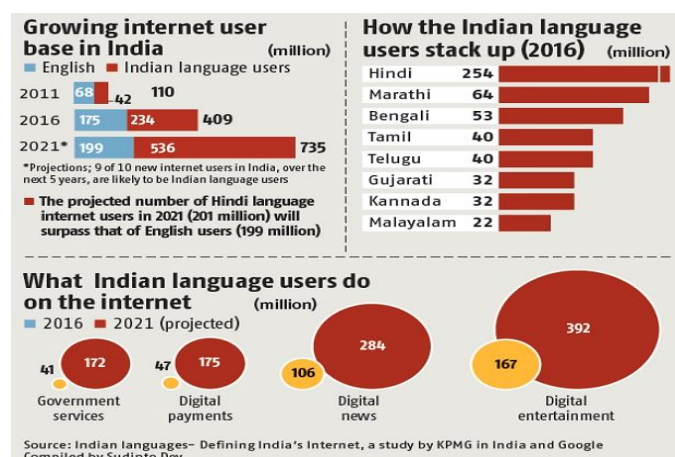 Growing internet user
base in India (million)
English Indian language users
2011 68 42 110
2016 175 234 409
2021* 199 536 735
*Projections; 9 of 10 new internet users in India, over the
next 5 years, are likely to be Indian language users
The projected number of Hindi language
internet users in 2021 (201 million) will
surpass that of English users (199 million)
How the Indian language
users stack up (2016) (million)
Hindi 254
Marathi 64
Bengali 53
Tamil 40
Telugu 40
Gujarati 32
Kannada 32
Malayalam 22
What Indian language users do
on the internet (million)
2016 2021 (projected)
41 172
Government
services
47 175
Digital
payments
106 284
Digital
news
167 392
Digital
entertainment
Source: Indian languages– Defining India's Internet, a study by KPMG in India and Google
Compiled by Sudipto Dey